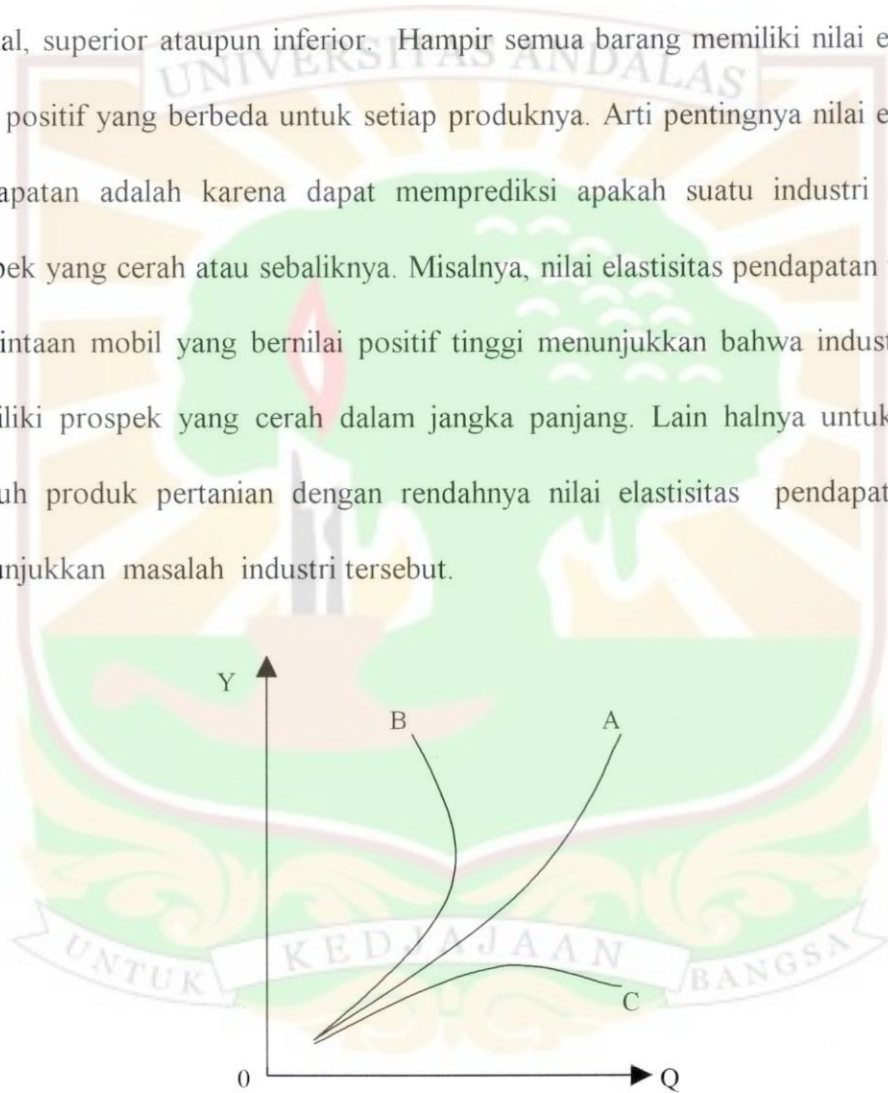 al, superior ataupun inferior. Hampir semua barang memiliki nilai e
UNIVERSITAS ANDALAS
positif yang berbeda untuk setiap produknya. Arti pentingnya nilai e
apatan adalah karena dapat memprediksi apakah suatu industri
pek yang cerah atau sebaliknya. Misalnya, nilai elastisitas pendapatan
intaan mobil yang bernilai positif tinggi menunjukkan bahwa indust
iliki prospek yang cerah dalam jangka panjang. Lain halnya untuk
uh produk pertanian dengan rendahnya nilai elastisitas pendapat
unjukkan masalah industri tersebut.
Y
B A
C
0 Q
UNTUK KEDJAJAAN BANGSA